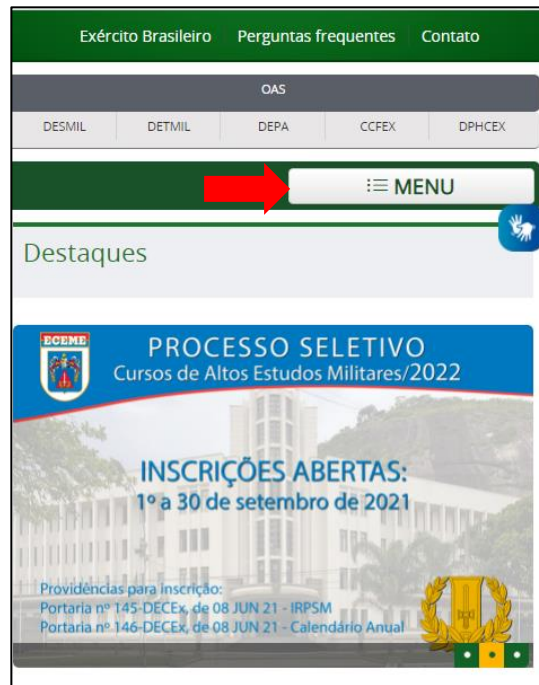 Exército Brasileiro Perguntas frequentes Contato
OAS
DESMIL DETMIL DEPA CCFEX DPHCEX
MENU
Destaques
ECEME
PROCESSO SELETIVO
Cursos de Altos Estudos Militares/2022
INSCRIÇÕES ABERTAS:
1º a 30 de setembro de 2021
Providências para inscrição:
Portaria nº 145-DECEx, de 08 JUN 21 - IRPSM
Portaria nº 146-DECEx, de 08 JUN 21 - Calendário Anual